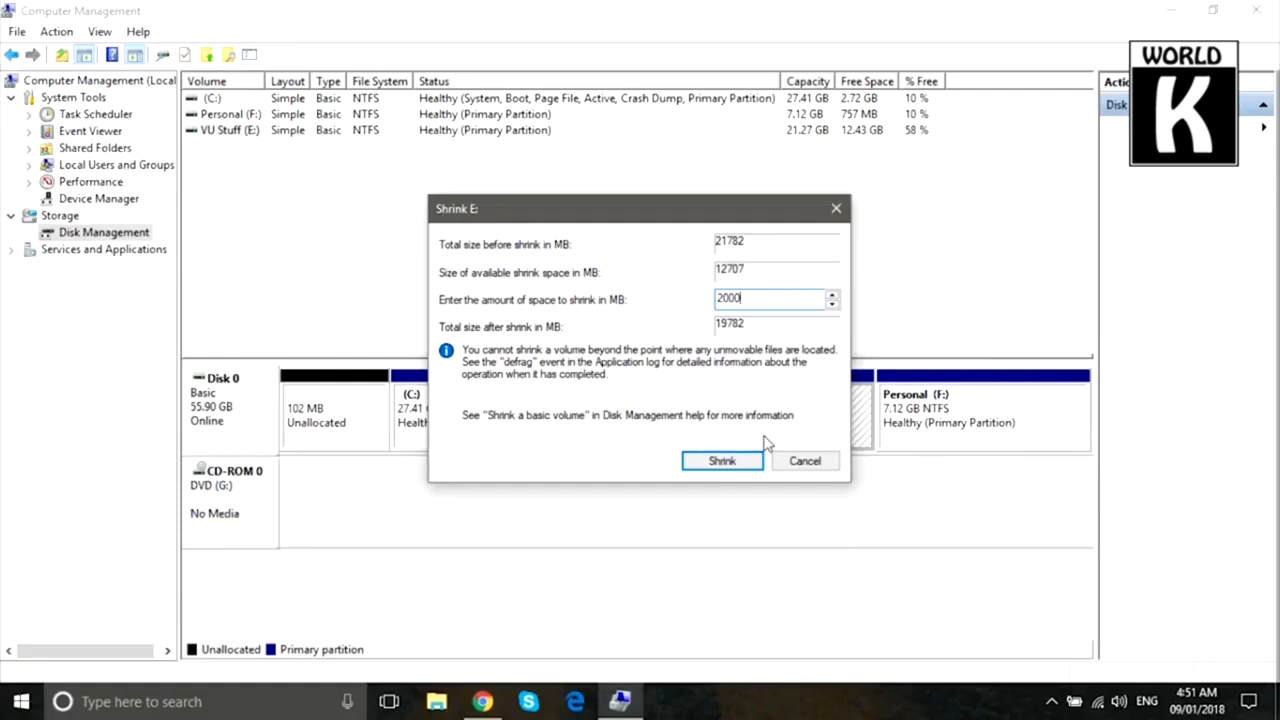 Computer Management
File Action View Help
Computer Management (Local
System Tools
Task Scheduler
Event Viewer
Shared Folders
Local Users and Groups
Performance
Device Manager
Storage
Disk Management
Services and Applications
Volume Layout Type File System Status Capacity Free Space % Free
(C:) Simple Basic NTFS Healthy (System, Boot, Page File, Active, Crash Dump, Primary Partition) 27.41 GB 2.72 GB 10 %
Personal (F:) Simple Basic NTFS Healthy (Primary Partition) 7.12 GB 757 MB 10 %
VU Stuff (E:) Simple Basic NTFS Healthy (Primary Partition) 21.27 GB 12.43 GB 58 %
Disk
WORLD
K
Shrink E:
Total size before shrink in MB: 21782
Size of available shrink space in MB: 12707
Enter the amount of space to shrink in MB: 2000
Total size after shrink in MB: 19782
You cannot shrink a volume beyond the point where any unmovable files are located.
See the "defrag" event in the Application log for detailed information about the
operation when it has completed.
See "Shrink a basic volume" in Disk Management help for more information
Shrink Cancel
Disk 0
Basic
55.90 GB
Online
102 MB
Unallocated
(C:)
27.41
Personal (F:)
7.12 GB NTFS
Healthy (Primary Partition)
CD-ROM 0
DVD (G:)
No Media
Unallocated Primary partition
Type here to search
ENG
4:51 AM
09/01/2018